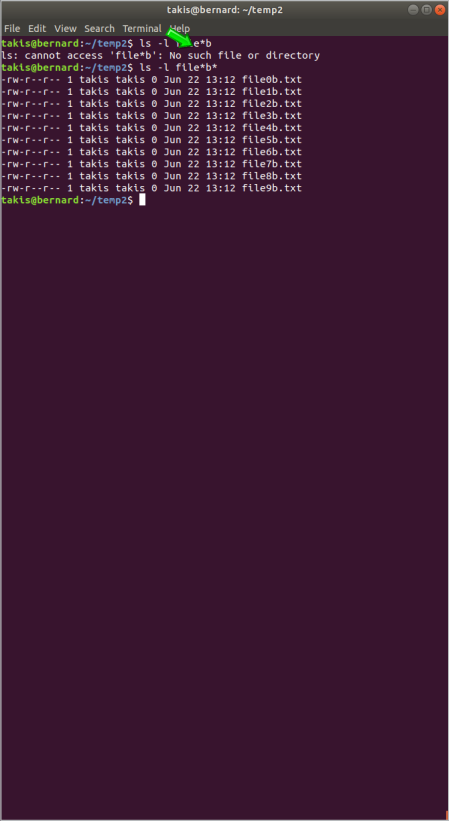 takis@bernard: ~/temp2
File Edit View Search Terminal Help
takis@bernard:~/temp2$ ls -l file*b
ls: cannot access 'file*b': No such file or directory
takis@bernard:~/temp2$ ls -l file*b*
-rw-r--r-- 1 takis takis 0 Jun 22 13:12 file0b.txt
-rw-r--r-- 1 takis takis 0 Jun 22 13:12 file1b.txt
-rw-r--r-- 1 takis takis 0 Jun 22 13:12 file2b.txt
-rw-r--r-- 1 takis takis 0 Jun 22 13:12 file3b.txt
-rw-r--r-- 1 takis takis 0 Jun 22 13:12 file4b.txt
-rw-r--r-- 1 takis takis 0 Jun 22 13:12 file5b.txt
-rw-r--r-- 1 takis takis 0 Jun 22 13:12 file6b.txt
-rw-r--r-- 1 takis takis 0 Jun 22 13:12 file7b.txt
-rw-r--r-- 1 takis takis 0 Jun 22 13:12 file8b.txt
-rw-r--r-- 1 takis takis 0 Jun 22 13:12 file9b.txt
takis@bernard:~/temp2$